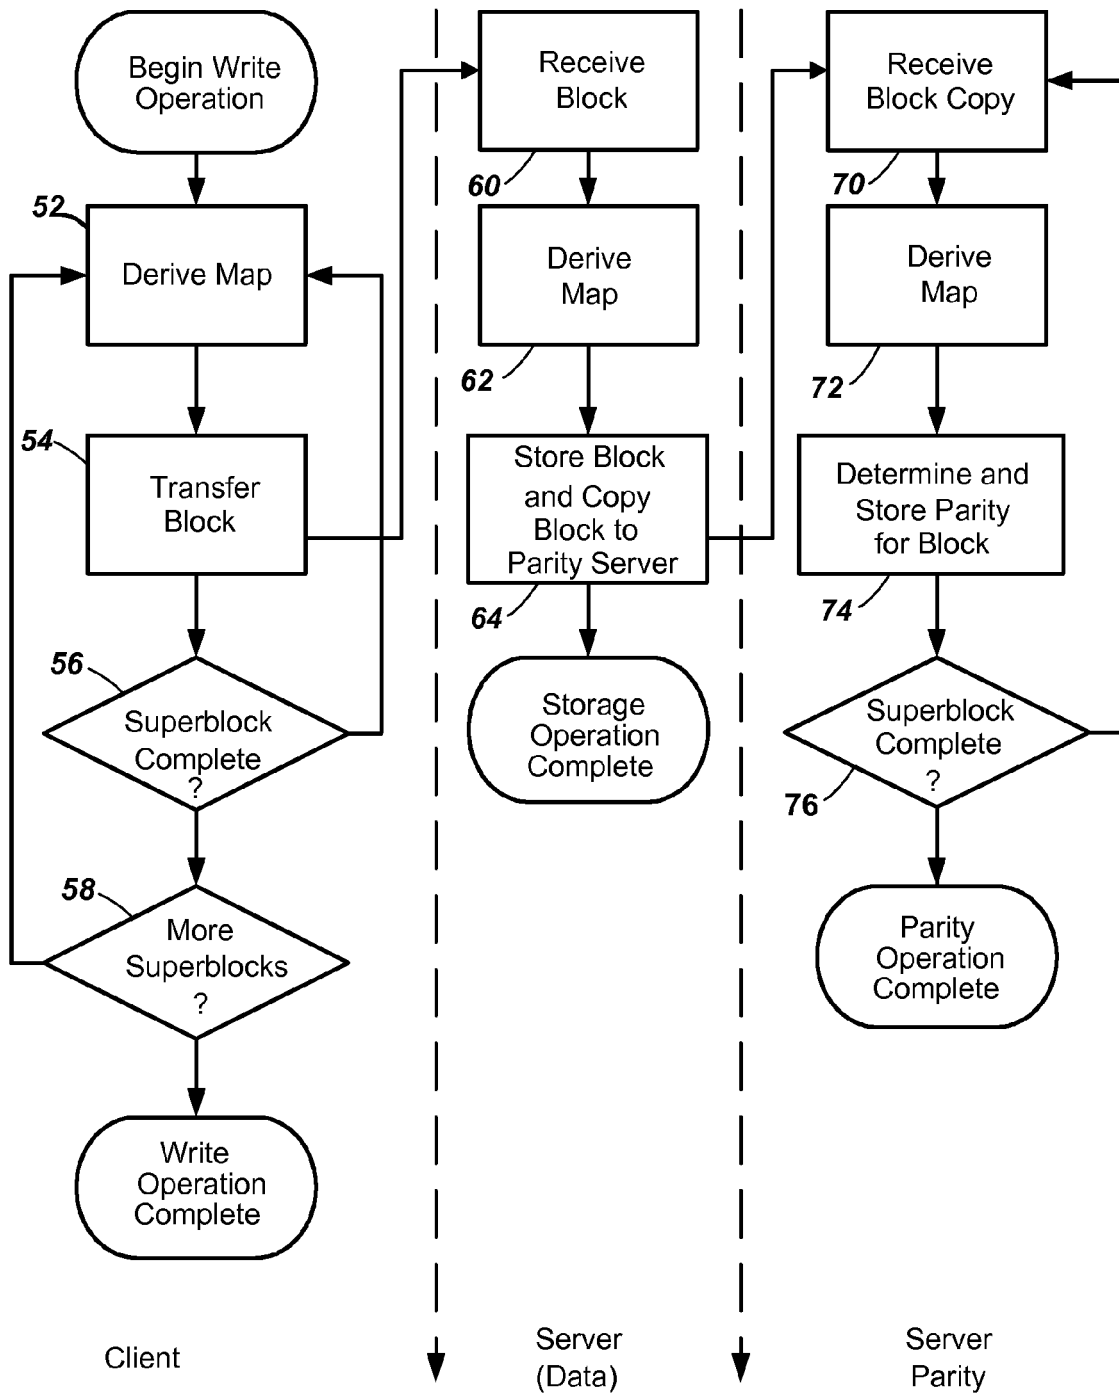 Begin Write
Operation
52
Derive Map
54
Transfer
Block
56
Superblock
Complete
?
58
More
Superblocks
?
Write
Operation
Complete
Client
Receive
Block
60
Derive
Map
62
Store Block
and Copy
Block to
Parity Server
64
Storage
Operation
Complete
Server
(Data)
Receive
Block Copy
70
Derive
Map
72
Determine and
Store Parity
for Block
74
Superblock
Complete
?
76
Parity
Operation
Complete
Server
Parity